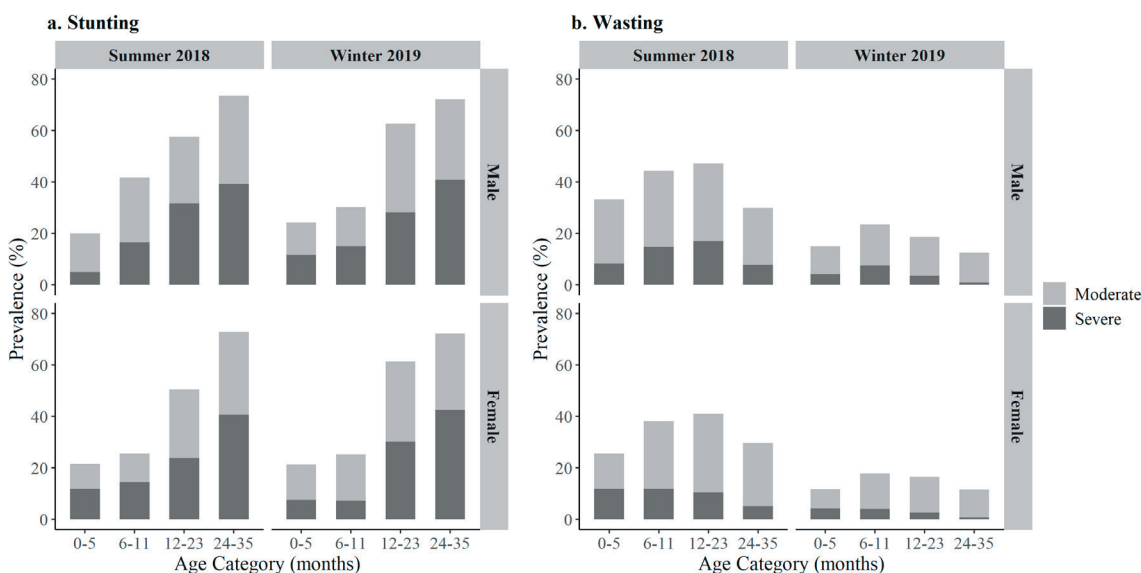 a. Stunting
Summer 2018 Winter 2019
80
60
40
20
0
Male
80
60
40
20
0
Female
Prevalence (%)
0-5 6-11 12-23 24-35 0-5 6-11 12-23 24-35
Age Category (months)
b. Wasting
Summer 2018 Winter 2019
80
60
40
20
0
Male
80
60
40
20
0
Female
Prevalence (%)
0-5 6-11 12-23 24-35 0-5 6-11 12-23 24-35
Age Category (months)
Moderate
Severe